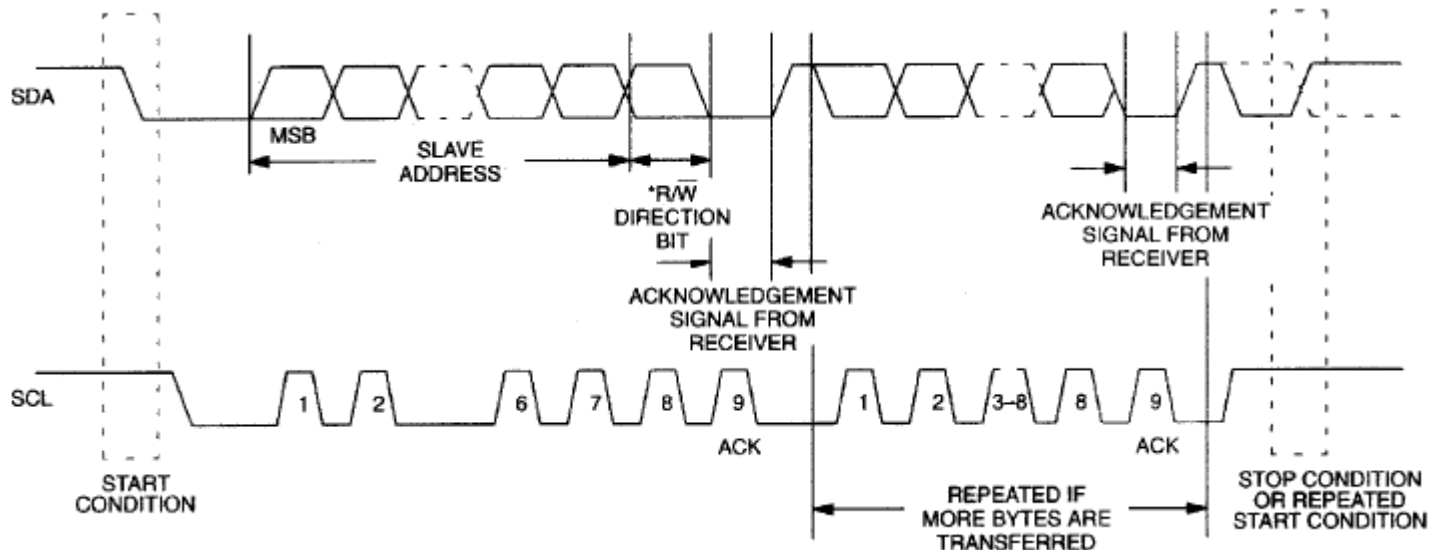 SDA
MSB
SLAVE
ADDRESS
*R/W̅
DIRECTION
BIT
ACKNOWLEDGEMENT
SIGNAL FROM
RECEIVER
ACKNOWLEDGEMENT
SIGNAL FROM
RECEIVER
SCL
1 2 6 7 8 9 1 2 3–8 8 9
ACK
ACK
START
CONDITION
REPEATED IF
MORE BYTES ARE
TRANSFERRED
STOP CONDITION
OR REPEATED
START CONDITION